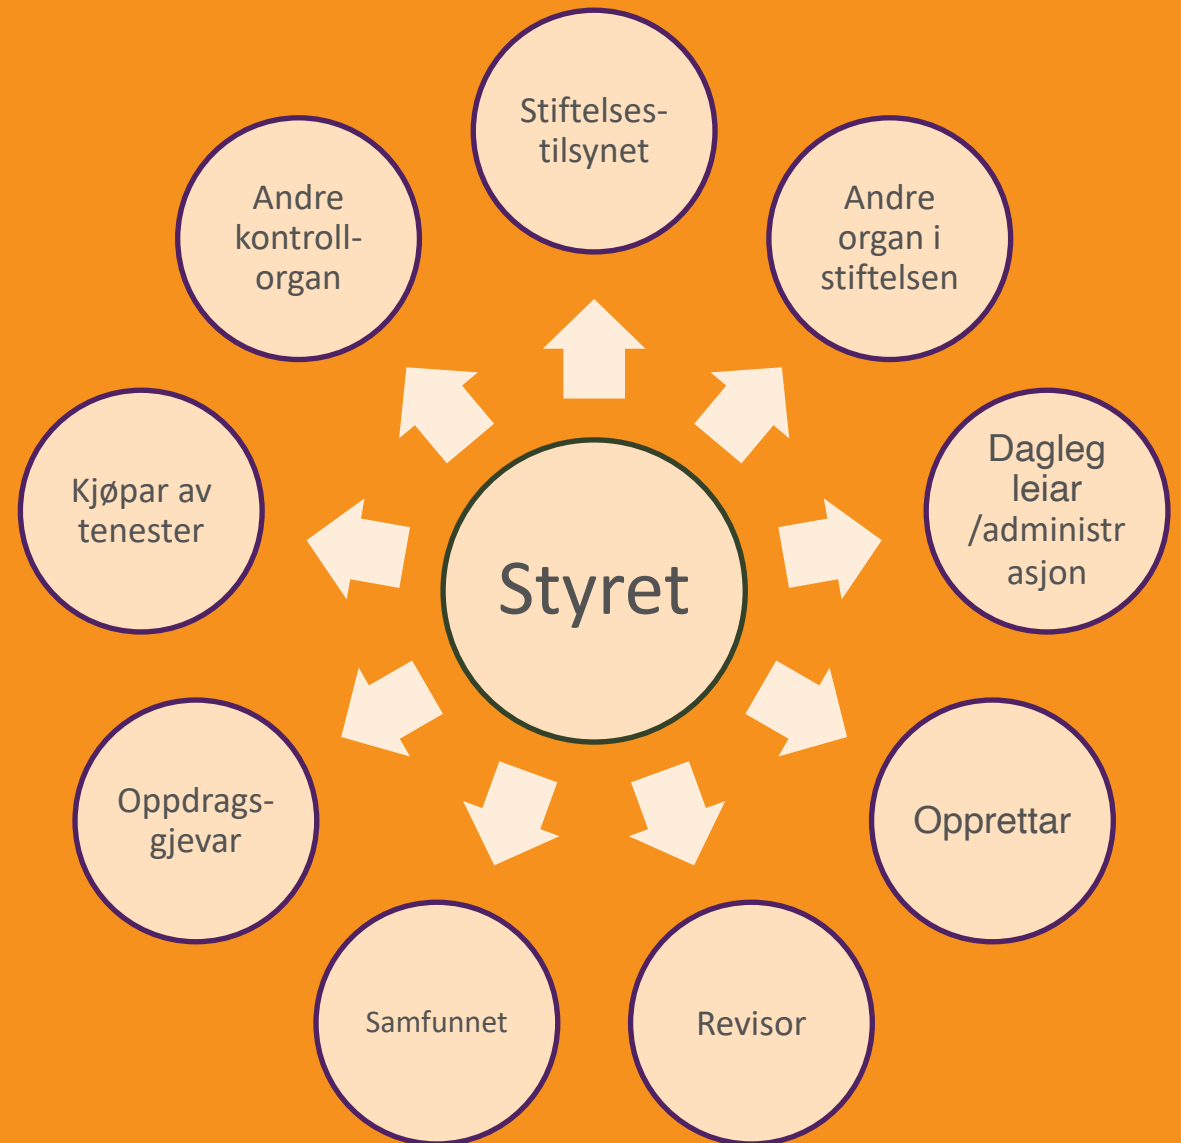 Stiftelses-
tilsynet
Andre
organ i
stiftelsen
Dagleg
leiar
/administr
asjon
Opprettar
Revisor
Samfunnet
Oppdrags-
gjevar
Kjøpar av
tenester
Andre
kontroll-
organ
Styret